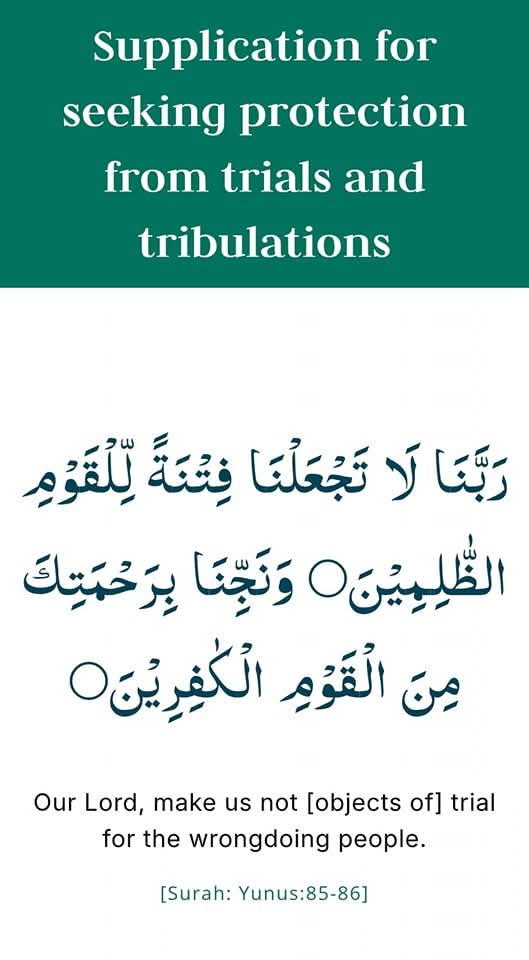 Supplication for
seeking protection
from trials and
tribulations
رَبَّنَا لَا تَجْعَلْنَا فِتْنَةً لِّلْقَوْمِ
الظّٰلِمِيْنَ○ وَنَجِّنَا بِرَحْمَتِكَ
مِنَ الْقَوْمِ الْكٰفِرِيْنَ○
Our Lord, make us not [objects of] trial
for the wrongdoing people.
[Surah: Yunus:85-86]